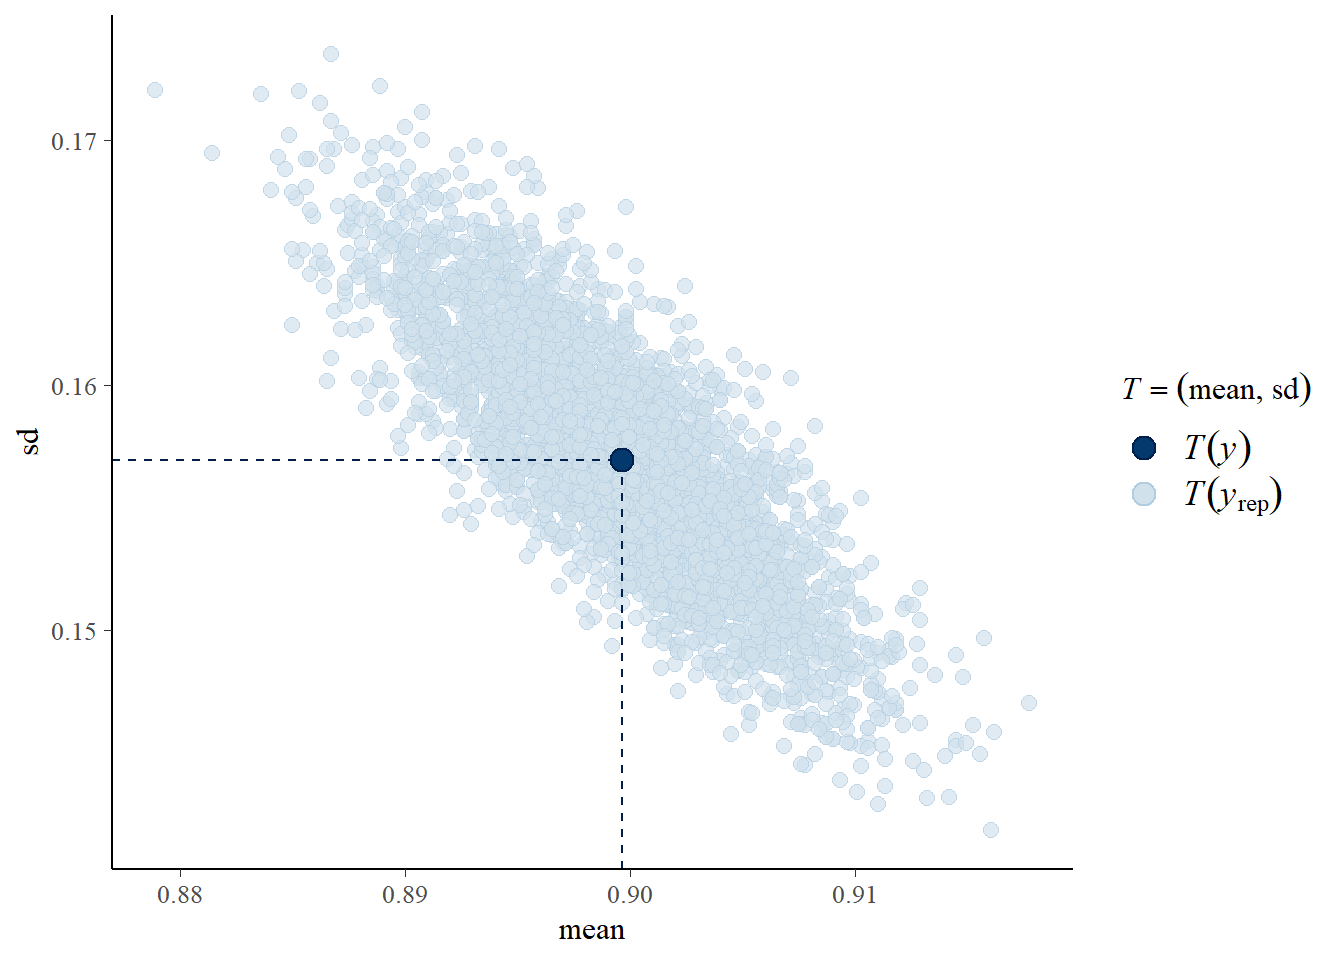 0.17
0.16
0.15
sd
0.88 0.89 0.90 0.91
mean
T = (mean, sd)
T(y)
T(yrep)